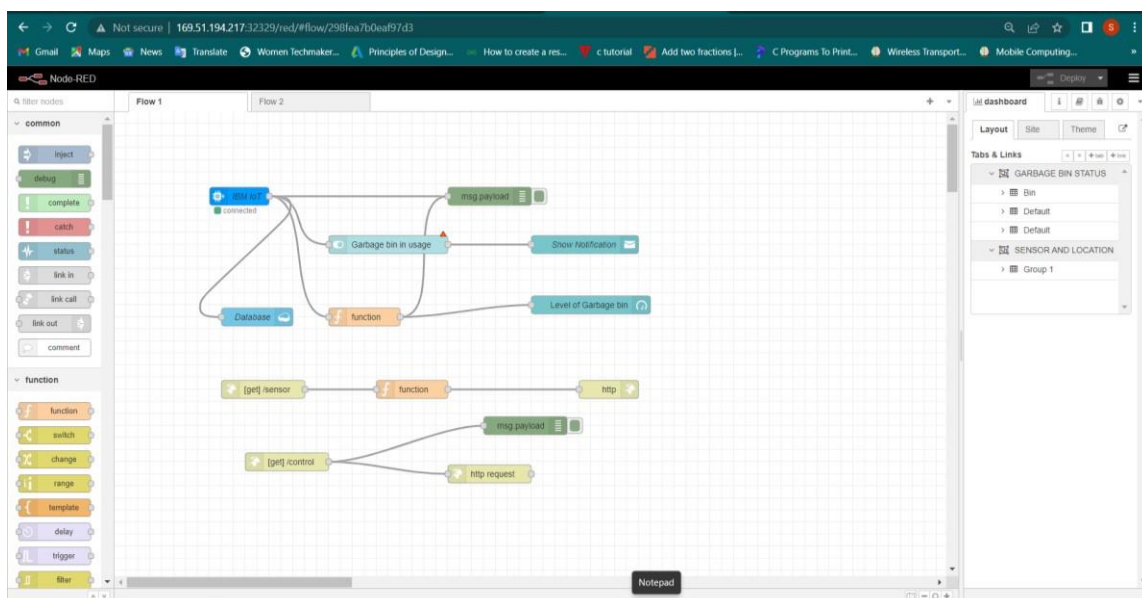 Not secure | 169.51.194.217:32329/red/#flow/298fea7b0eaf97d3
Gmail Maps News Translate Women Techmaker... Principles of Design... How to create a res... c tutorial Add two fractions |... C Programs To Print... Wireless Transport... Mobile Computing... »
Node-RED Deploy
filter nodes Flow 1 Flow 2 dashboard
common
Layout Site Theme
inject
Tabs & Links tab link
debug
GARBAGE BIN STATUS
complete
IBM IoT msg.payload
Bin
connected
catch
Default
status
Garbage bin in usage Show Notification
Default
SENSOR AND LOCATION
link in
Group 1
link call
Level of Garbage bin
link out
Database function
comment
function
[get] /sensor function http
function
switch
msg.payload
change
[get] /control
range
http request
template
delay
trigger
filter
Notepad